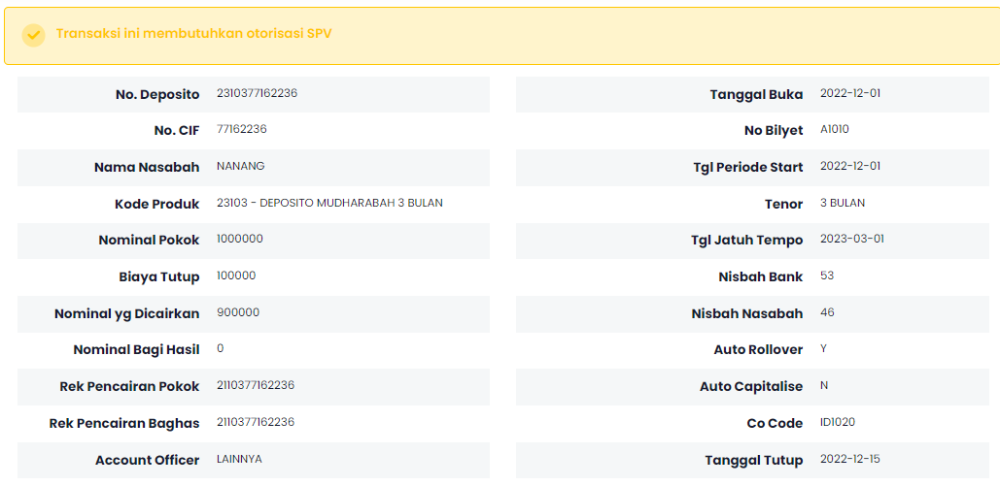 Transaksi ini membutuhkan otorisasi SPV
No. Deposito 2310377162236
No. CIF 77162236
Nama Nasabah NANANG
Kode Produk 23103 - DEPOSITO MUDHARABAH 3 BULAN
Nominal Pokok 1000000
Biaya Tutup 100000
Nominal yg Dicairkan 900000
Nominal Bagi Hasil 0
Rek Pencairan Pokok 2110377162236
Rek Pencairan Baghas 2110377162236
Account Officer LAINNYA
Tanggal Buka 2022-12-01
No Bilyet A1010
Tgl Periode Start 2022-12-01
Tenor 3 BULAN
Tgl Jatuh Tempo 2023-03-01
Nisbah Bank 53
Nisbah Nasabah 46
Auto Rollover Y
Auto Capitalise N
Co Code ID1020
Tanggal Tutup 2022-12-15